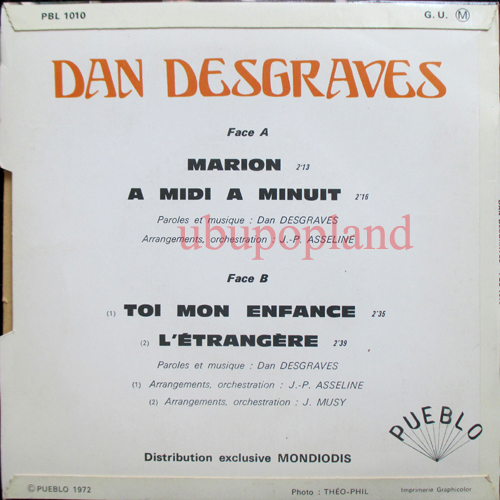 PBL 1010 G. U. M
DAN DESGRAVES
Face A
MARION 2'13
A MIDI A MINUIT 2'16
Paroles et musique : Dan DESGRAVES
Arrangements, orchestration : J.-P. ASSELINE
ubupopland
Face B
(1) TOI MON ENFANCE 2'35
(2) L'ÉTRANGÈRE 2'39
Paroles et musique : Dan DESGRAVES
(1) Arrangements, orchestration : J.-P. ASSELINE
(2) Arrangements, orchestration : J. MUSY
PUEBLO
Distribution exclusive MONDIODIS
©PUEBLO 1972 Photo : THÉO-PHIL Imprimerie Graphicolor